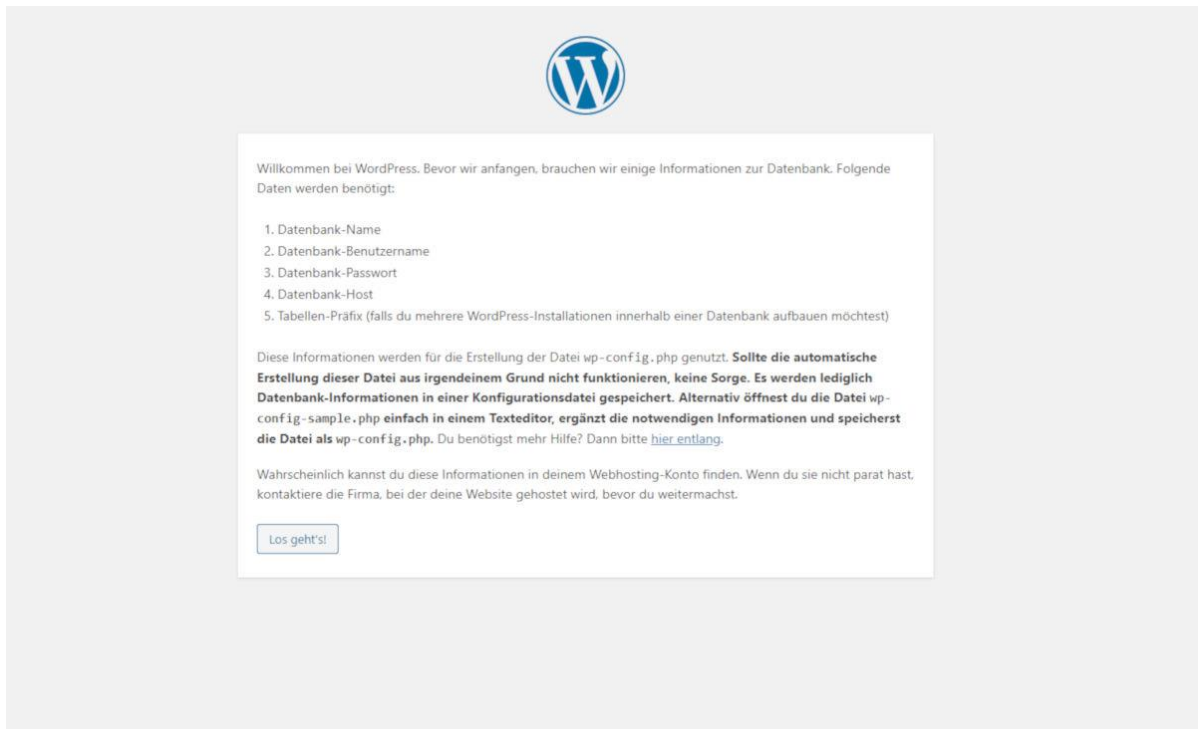 Willkommen bei WordPress. Bevor wir anfangen, brauchen wir einige Informationen zur Datenbank. Folgende
Daten werden benötigt:
1. Datenbank-Name
2. Datenbank-Benutzername
3. Datenbank-Passwort
4. Datenbank-Host
5. Tabellen-Präfix (falls du mehrere WordPress-Installationen innerhalb einer Datenbank aufbauen möchtest)
Diese Informationen werden für die Erstellung der Datei wp-config.php genutzt. Sollte die automatische
Erstellung dieser Datei aus irgendeinem Grund nicht funktionieren, keine Sorge. Es werden lediglich
Datenbank-Informationen in einer Konfigurationsdatei gespeichert. Alternativ öffnest du die Datei wp-
config-sample.php einfach in einem Texteditor, ergänzt die notwendigen Informationen und speicherst
die Datei als wp-config.php. Du benötigst mehr Hilfe? Dann bitte hier entlang.
Wahrscheinlich kannst du diese Informationen in deinem Webhosting-Konto finden. Wenn du sie nicht parat hast,
kontaktiere die Firma, bei der deine Website gehostet wird, bevor du weitermachst.
Los geht's!